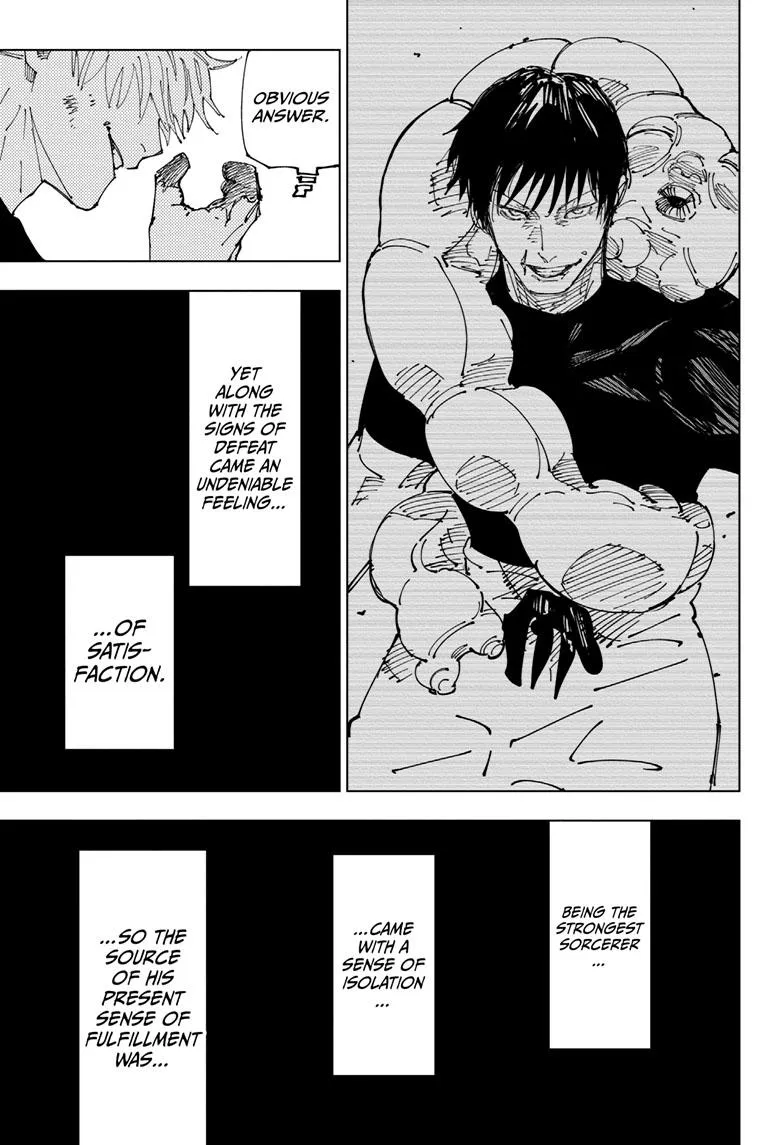 OBVIOUS
ANSWER.
YET
ALONG
WITH THE
SIGNS OF
DEFEAT
CAME AN
UNDENIABLE
FEELING...
...OF
SATIS-
FACTION.
BEING THE
STRONGEST
SORCERER
...
...CAME
WITH A
SENSE OF
ISOLATION
...
...SO THE
SOURCE
OF HIS
PRESENT
SENSE OF
FULFILLMENT
WAS...